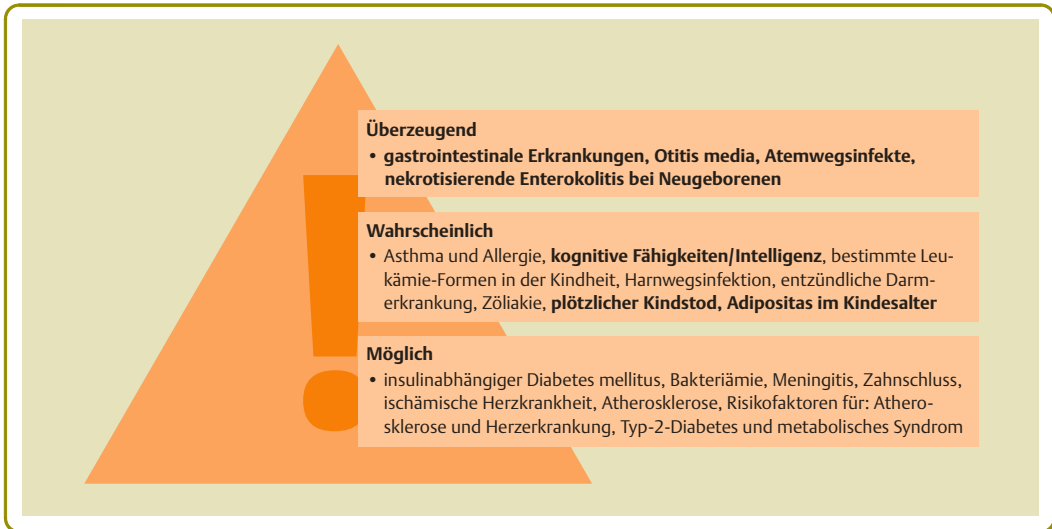 Überzeugend
• gastrointestinale Erkrankungen, Otitis media, Atemwegsinfekte,
nekrotisierende Enterokolitis bei Neugeborenen
Wahrscheinlich
• Asthma und Allergie, kognitive Fähigkeiten/Intelligenz, bestimmte Leu-
kämie-Formen in der Kindheit, Harnwegsinfektion, entzündliche Darm-
erkrankung, Zöliakie, plötzlicher Kindstod, Adipositas im Kindesalter
Möglich
• insulinabhängiger Diabetes mellitus, Bakteriämie, Meningitis, Zahnschluss,
ischämische Herzkrankheit, Atherosklerose, Risikofaktoren für: Athero-
sklerose und Herzerkrankung, Typ-2-Diabetes und metabolisches Syndrom